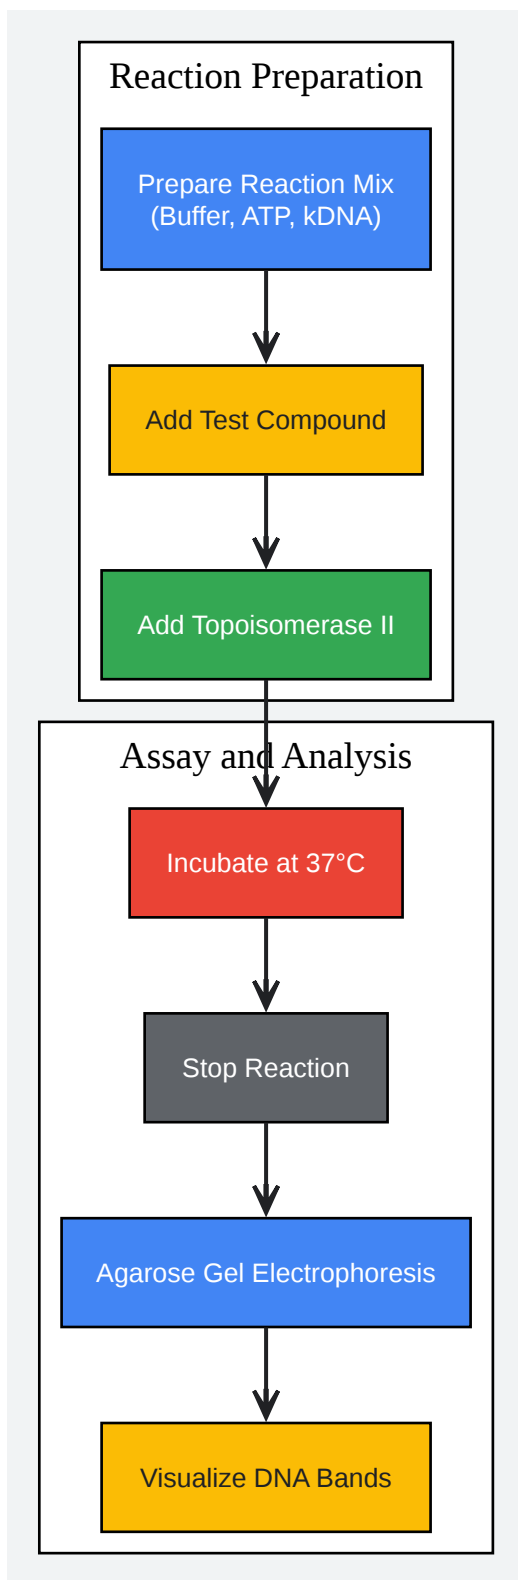 Reaction Preparation
Prepare Reaction Mix
(Buffer, ATP, kDNA)
Add Test Compound
Add Topoisomerase II
Assay and Analysis
Incubate at 37°C
Stop Reaction
Agarose Gel Electrophoresis
Visualize DNA Bands